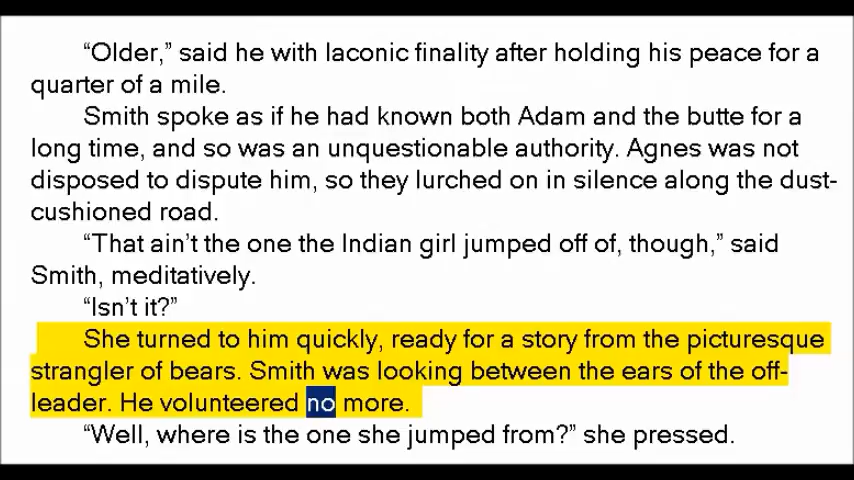 “Older,” said he with laconic finality after holding his peace for a
quarter of a mile.
Smith spoke as if he had known both Adam and the butte for a
long time, and so was an unquestionable authority. Agnes was not
disposed to dispute him, so they lurched on in silence along the dust-
cushioned road.
“That ain’t the one the Indian girl jumped off of, though,” said
Smith, meditatively.
“Isn’t it?”
She turned to him quickly, ready for a story from the picturesque
strangler of bears. Smith was looking between the ears of the off-
leader. He volunteered no more.
“Well, where is the one she jumped from?” she pressed.